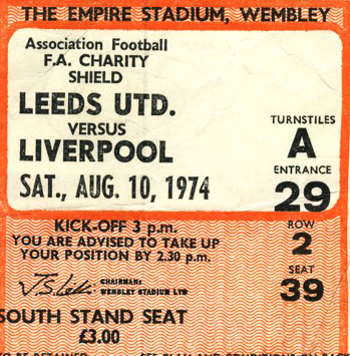 THE EMPIRE STADIUM, WEMBLEY
Association Football
F.A. CHARITY
SHIELD
LEEDS UTD.
VERSUS
LIVERPOOL
SAT., AUG. 10, 1974
TURNSTILES
A
ENTRANCE
29
KICK-OFF 3 p.m.
YOU ARE ADVISED TO TAKE UP
YOUR POSITION BY 2.30 p.m.
ROW
2
SEAT
39
CHAIRMAN:
WEMBLEY STADIUM LTD
SOUTH STAND SEAT
£3.00